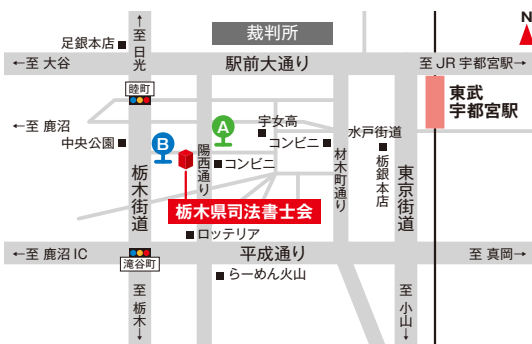 N
裁判所
足銀本店
至 日光
←至 大谷
駅前大通り
至 JR 宇都宮駅→
睦町
東武
宇都宮駅
←至 鹿沼
中央公園
B
A
宇女高
コンビニ
水戸街道
コンビニ
陽西通り
材木町通り
栃銀本店
栃木街道
東京街道
栃木県司法書士会
ロッテリア
←至 鹿沼 IC
平成通り
至 真岡→
滝谷町
らーめん火山
至 栃木
至 小山